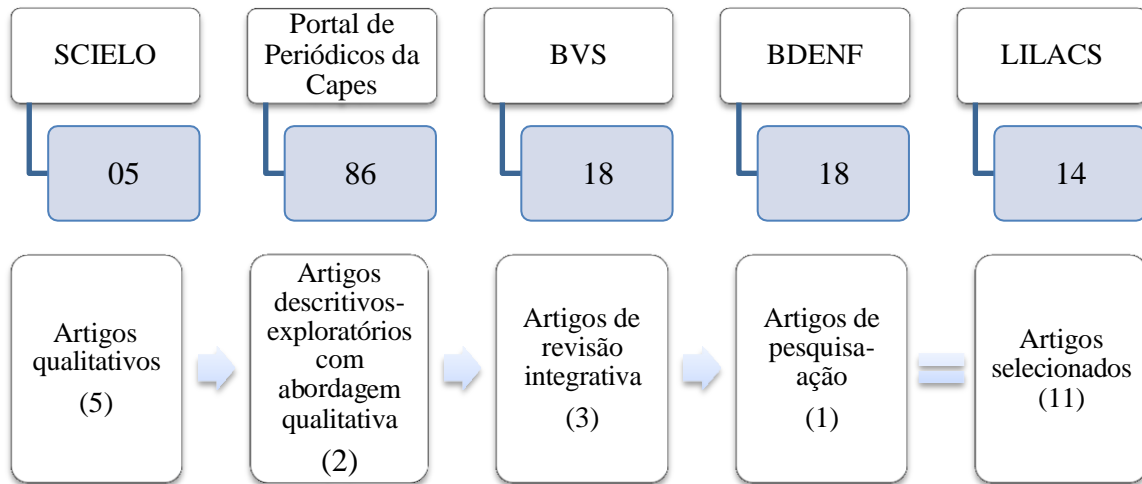 SCIELO
Portal de
Periódicos da
Capes
BVS
BDENF
LILACS
05
86
18
18
14
Artigos
qualitativos
(5)
Artigos
descritivos-
exploratórios
com
abordagem
qualitativa
(2)
Artigos de
revisão
integrativa
(3)
Artigos de
pesquisa-
ação
(1)
Artigos
selecionados
(11)